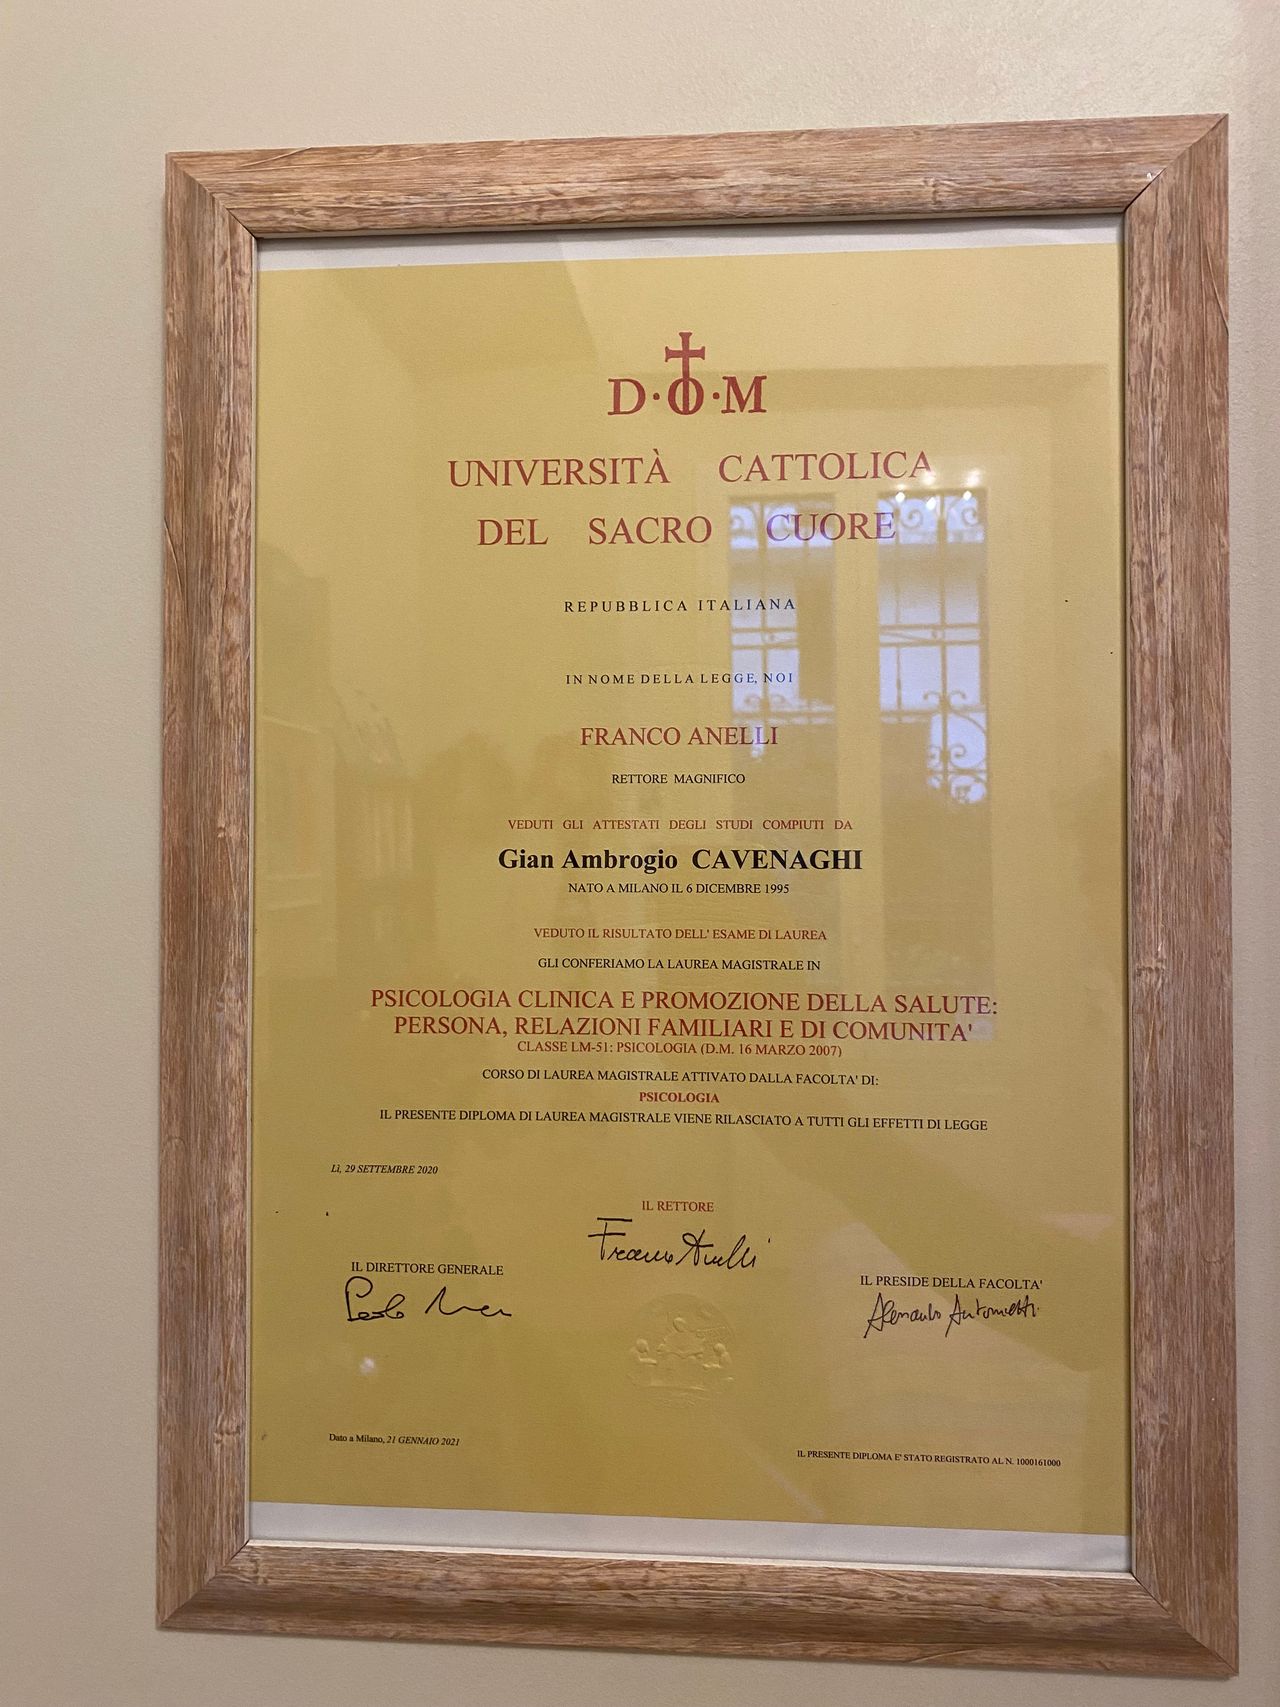 D·O·M
UNIVERSITÀ CATTOLICA
DEL SACRO CUORE
REPUBBLICA ITALIANA
IN NOME DELLA LEGGE, NOI
FRANCO ANELLI
RETTORE MAGNIFICO
VEDUTI GLI ATTESTATI DEGLI STUDI COMPIUTI DA
Gian Ambrogio CAVENAGHI
NATO A MILANO IL 6 DICEMBRE 1995
VEDUTO IL RISULTATO DELL' ESAME DI LAUREA
GLI CONFERIAMO LA LAUREA MAGISTRALE IN
PSICOLOGIA CLINICA E PROMOZIONE DELLA SALUTE:
PERSONA, RELAZIONI FAMILIARI E DI COMUNITA'
CLASSE LM-51: PSICOLOGIA (D.M. 16 MARZO 2007)
CORSO DI LAUREA MAGISTRALE ATTIVATO DALLA FACOLTA' DI:
PSICOLOGIA
IL PRESENTE DIPLOMA DI LAUREA MAGISTRALE VIENE RILASCIATO A TUTTI GLI EFFETTI DI LEGGE
Lì, 29 SETTEMBRE 2020
IL RETTORE
Franco Anelli
IL DIRETTORE GENERALE
Paolo
IL PRESIDE DELLA FACOLTA'
Alessandro Antonietti
Dato a Milano, 21 GENNAIO 2021
IL PRESENTE DIPLOMA E' STATO REGISTRATO AL N. 1000161000